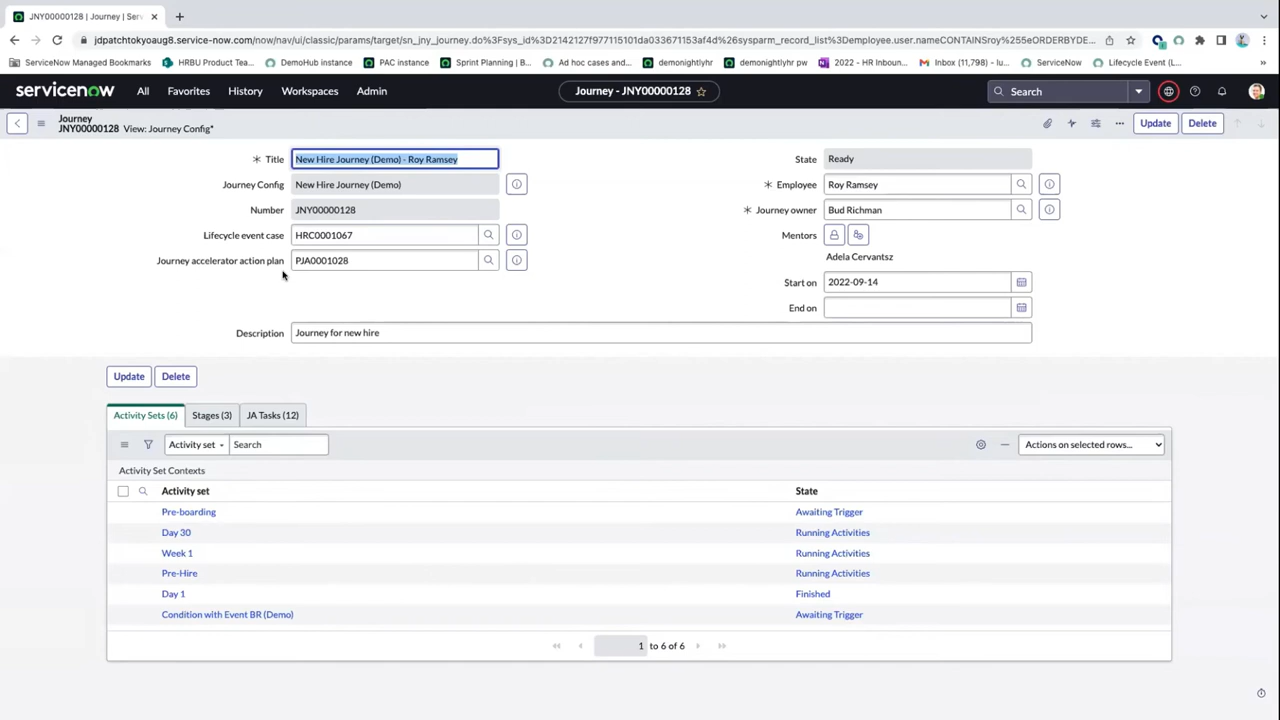 JNY00000128 | Journey | Serv
jdpatchtokyoaug8.service-now.com/now/nav/ui/classic/params/target/sn_jny_journey.do%3Fsys_id%3D2142127f977115101da033671153af4d%26sysparm_record_list%3Demployee.user.nameCONTAINSroy%255eORDERBYDE...
ServiceNow Managed Bookmarks HRBU Product Tea... DemoHub instance PAC instance Sprint Planning | B... Ad hoc cases and... demonightlyhr demonightlyhr pw 2022 - HR Inboun... Inbox (11,798) - lu... ServiceNow Lifecycle Event (L...
servicenow All Favorites History Workspaces Admin Journey - JNY00000128 Search
Journey
JNY00000128 View: Journey Config*
Update Delete
Title New Hire Journey (Demo) - Roy Ramsey State Ready
Journey Config New Hire Journey (Demo) Employee Roy Ramsey
Number JNY00000128 Journey owner Bud Richman
Lifecycle event case HRC0001067 Mentors
Adela Cervantsz
Journey accelerator action plan PJA0001028
Start on 2022-09-14
End on
Description Journey for new hire
Update Delete
Activity Sets (6) Stages (3) JA Tasks (12)
Activity set Search Actions on selected rows...
Activity Set Contexts
Activity set State
Pre-boarding Awaiting Trigger
Day 30 Running Activities
Week 1 Running Activities
Pre-Hire Running Activities
Day 1 Finished
Condition with Event BR (Demo) Awaiting Trigger
1 to 6 of 6